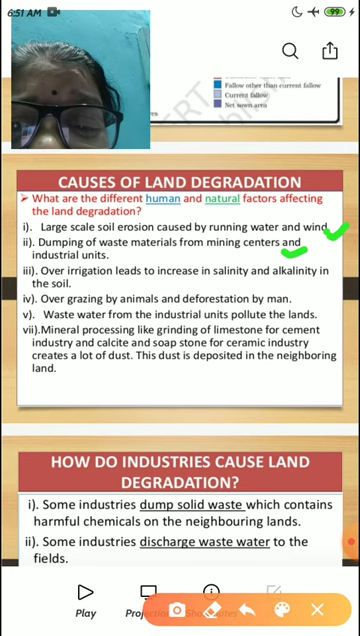 6:51 AM
99
Fallow other than current fallow
Current fallow
Net sown area
CAUSES OF LAND DEGRADATION
➤ What are the different human and natural factors affecting
the land degradation?
i). Large scale soil erosion caused by running water and wind
ii). Dumping of waste materials from mining centers and
industrial units.
iii). Over irrigation leads to increase in salinity and alkalinity in
the soil.
iv). Over grazing by animals and deforestation by man.
v). Waste water from the industrial units pollute the lands.
vii).Mineral processing like grinding of limestone for cement
industry and calcite and soap stone for ceramic industry
creates a lot of dust. This dust is deposited in the neighboring
land.
HOW DO INDUSTRIES CAUSE LAND
DEGRADATION?
i). Some industries dump solid waste which contains
harmful chemicals on the neighbouring lands.
ii). Some industries discharge waste water to the
fields.
Play